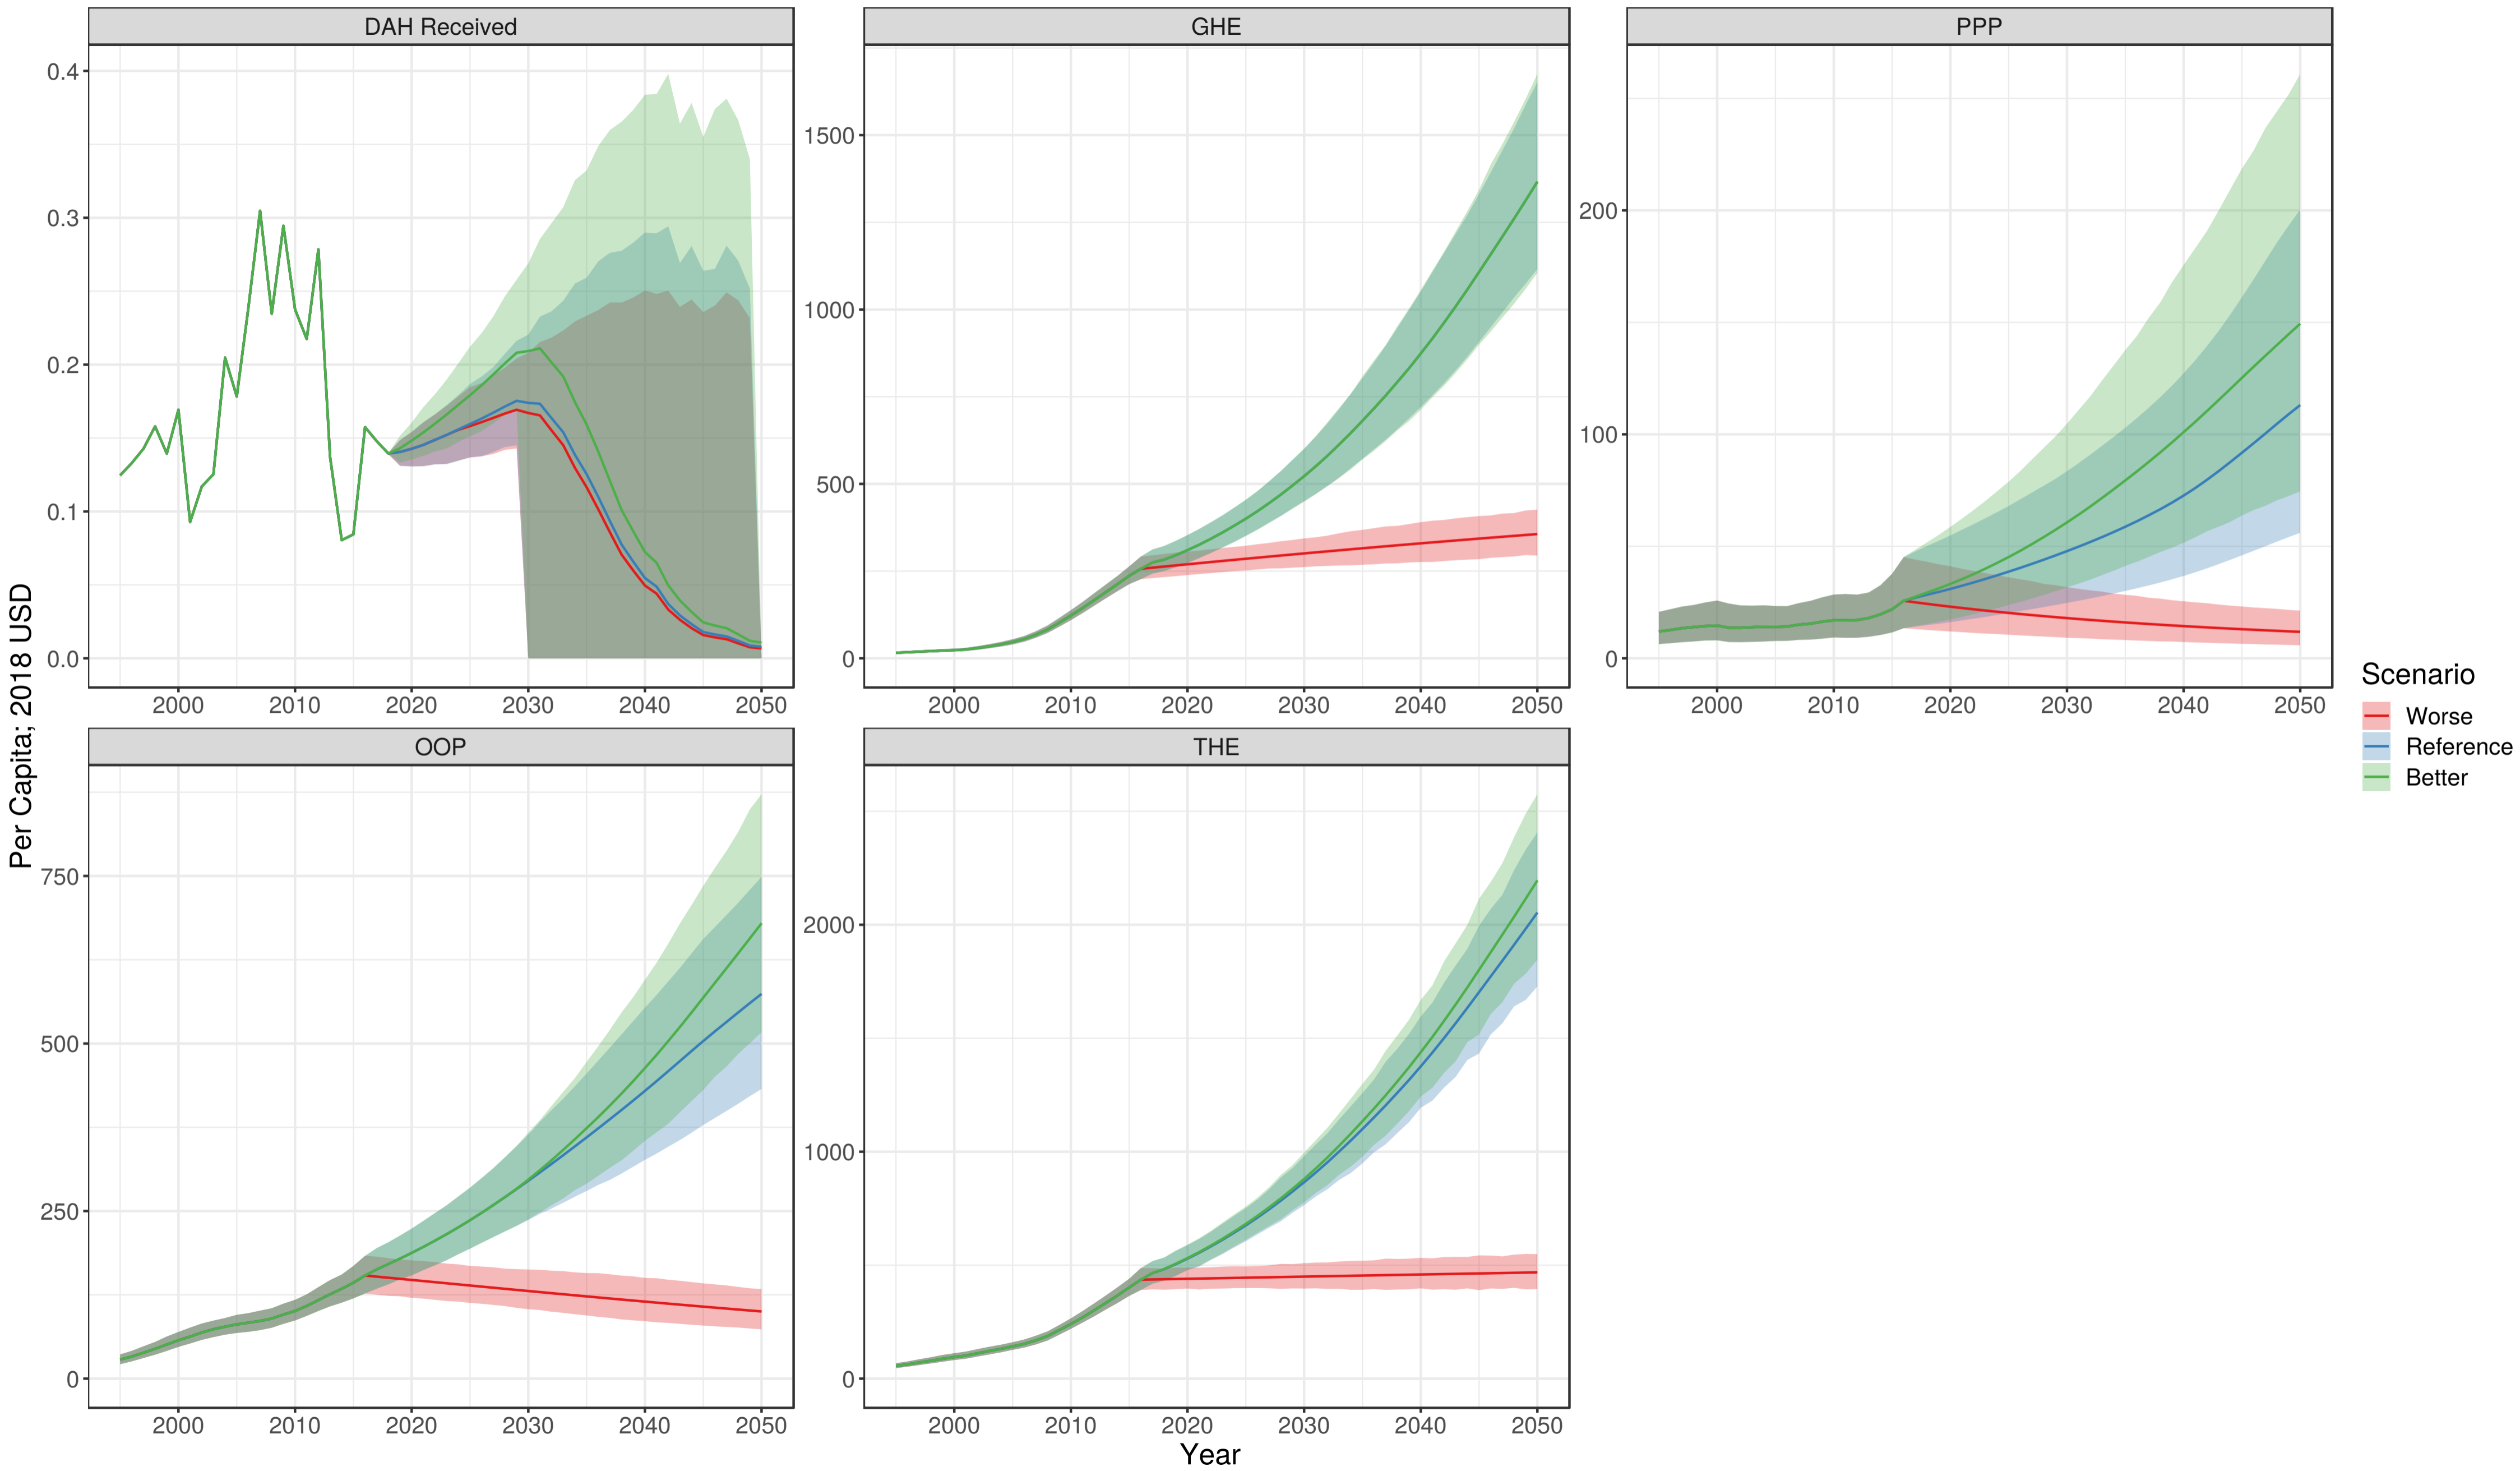 DAH Received
GHE
PPP
0.4
0.3
0.2
0.1
0.0
1500
1000
500
0
200
100
0
2000 2010 2020 2030 2040 2050
2000 2010 2020 2030 2040 2050
2000 2010 2020 2030 2040 2050
OOP
THE
750
500
250
0
2000
1000
0
2000 2010 2020 2030 2040 2050
2000 2010 2020 2030 2040 2050
Per Capita; 2018 USD
Year
Scenario
Worse
Reference
Better